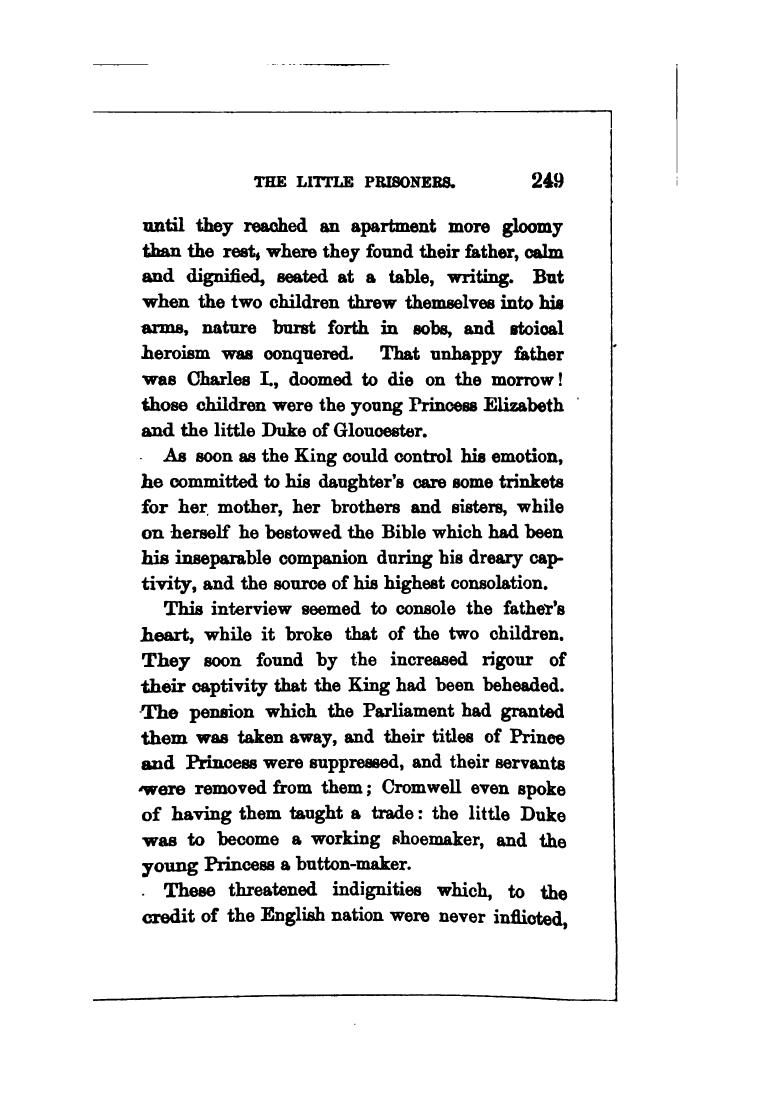 THE LITTLE PRISONERS. 249
until they reached an apartment more gloomy
than the rest, where they found their father, calm
and dignified, seated at a table, writing. But
when the two children threw themselves into his
arms, nature burst forth in sobs, and stoical
heroism was conquered. That unhappy father
was Charles I., doomed to die on the morrow!
those children were the young Princess Elizabeth
and the little Duke of Gloucester.
As soon as the King could control his emotion,
he committed to his daughter's care some trinkets
for her mother, her brothers and sisters, while
on herself he bestowed the Bible which had been
his inseparable companion during his dreary cap-
tivity, and the source of his highest consolation.
This interview seemed to console the father's
heart, while it broke that of the two children.
They soon found by the increased rigour of
their captivity that the King had been beheaded.
The pension which the Parliament had granted
them was taken away, and their titles of Prince
and Princess were suppressed, and their servants
were removed from them; Cromwell even spoke
of having them taught a trade: the little Duke
was to become a working shoemaker, and the
young Princess a button-maker.
These threatened indignities which, to the
credit of the English nation were never inflicted,